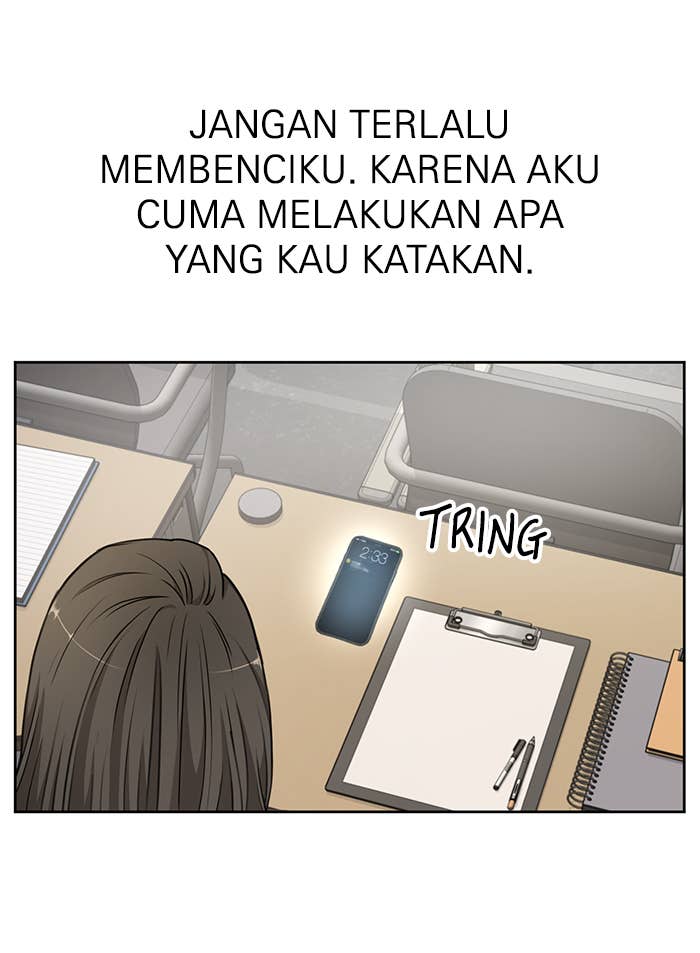 JANGAN TERLALU
MEMBENCIKU. KARENA AKU
CUMA MELAKUKAN APA
YANG KAU KATAKAN.
2:33
TRING